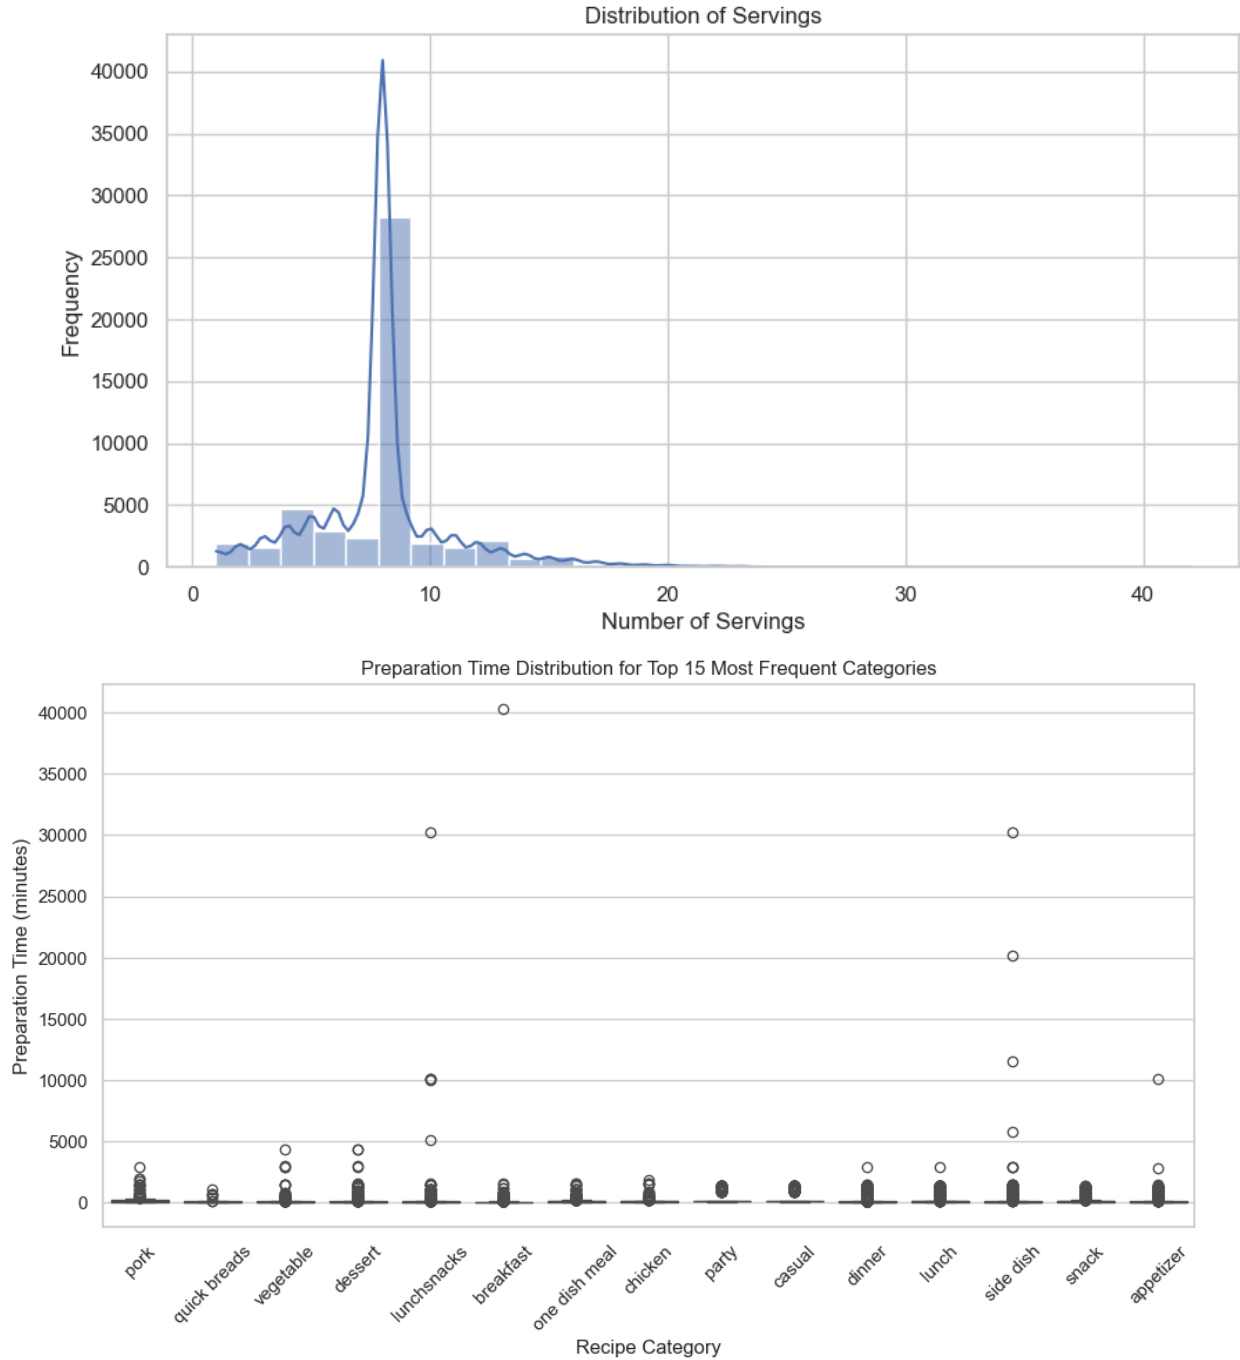 Distribution of Servings
40000
35000
30000
25000
20000
15000
10000
5000
0
Frequency
0 10 20 30 40
Number of Servings
Preparation Time Distribution for Top 15 Most Frequent Categories
40000
35000
30000
25000
20000
15000
10000
5000
0
Preparation Time (minutes)
pork
quick breads
vegetable
dessert
lunchsnacks
breakfast
one dish meal
chicken
party
casual
dinner
lunch
side dish
snack
appetizer
Recipe Category